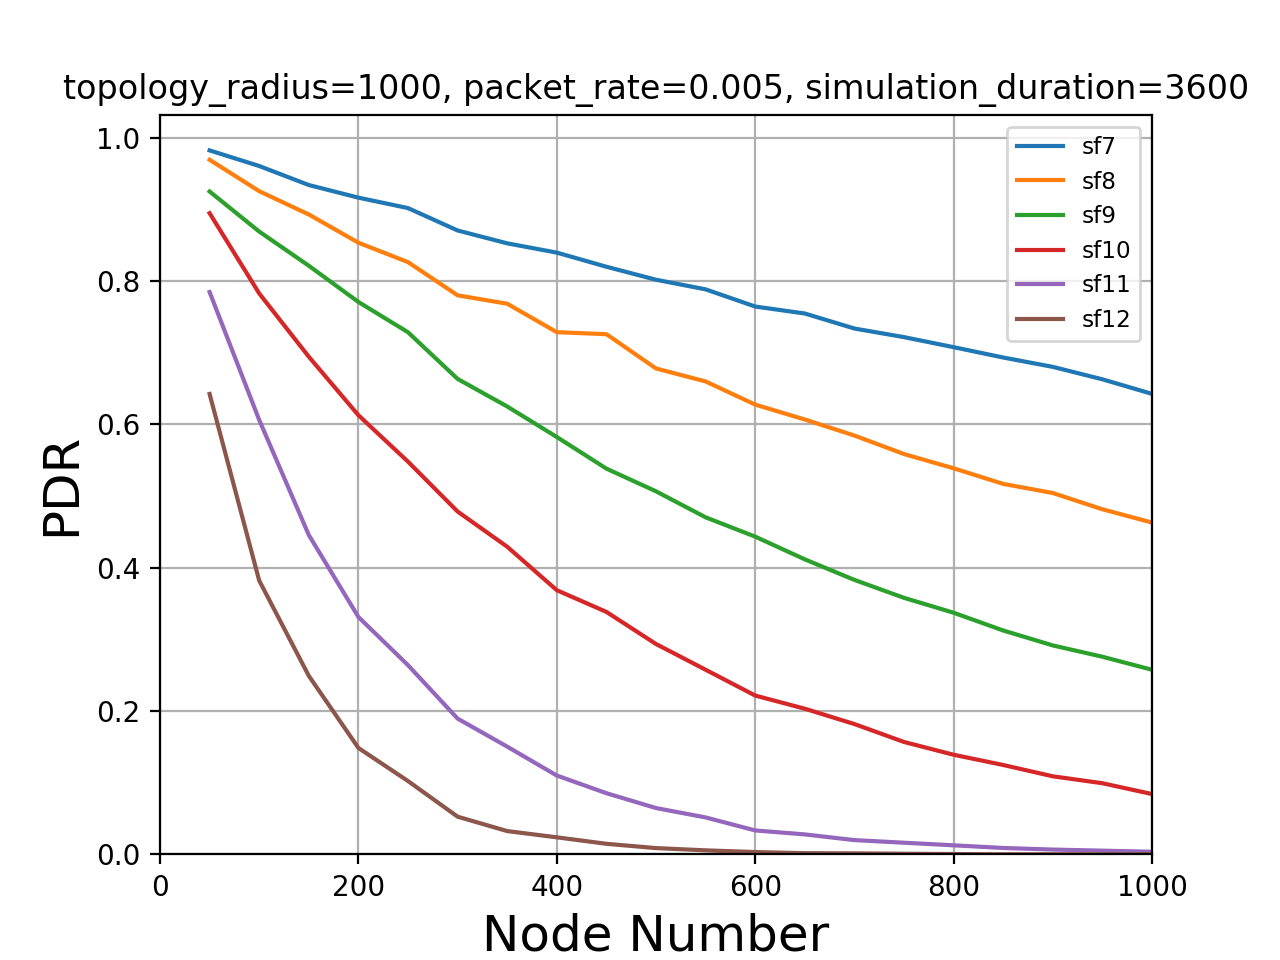 topology_radius=1000, packet_rate=0.005, simulation_duration=3600
1.0
0.8
0.6
0.4
0.2
0.0
PDR
sf7
sf8
sf9
sf10
sf11
sf12
0 200 400 600 800 1000
Node Number